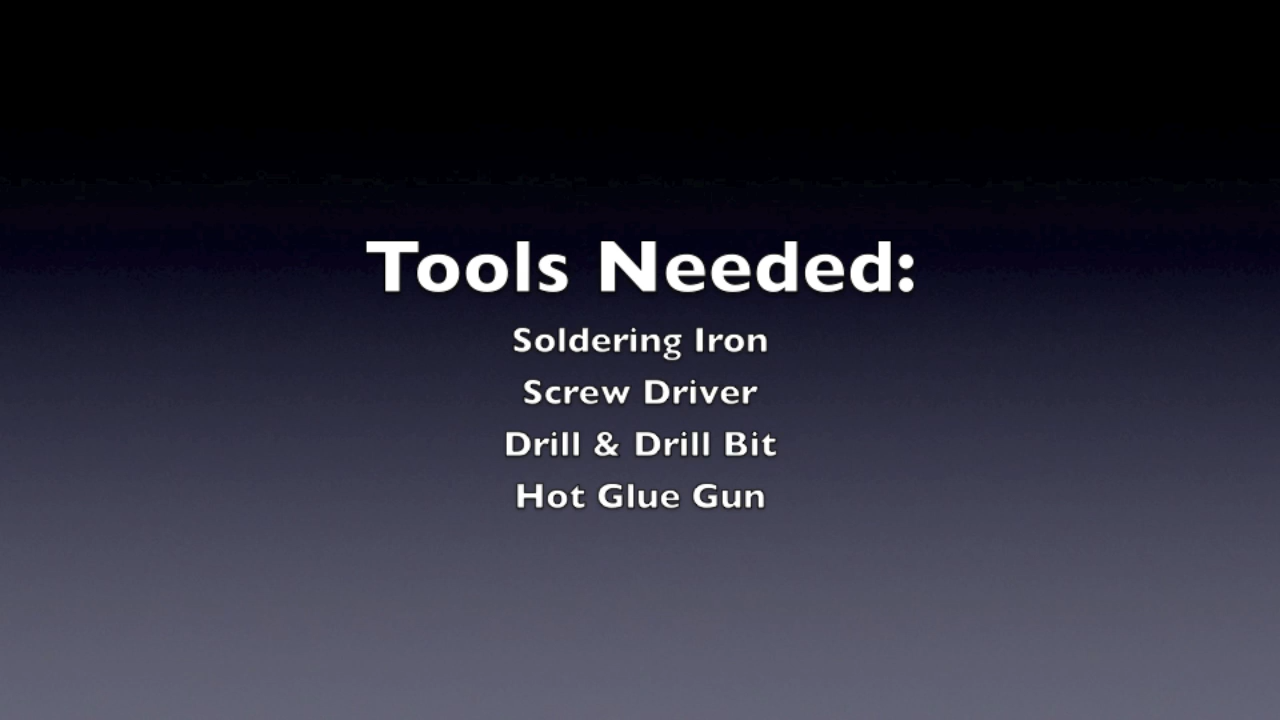 Tools Needed:
Soldering Iron
Screw Driver
Drill & Drill Bit
Hot Glue Gun